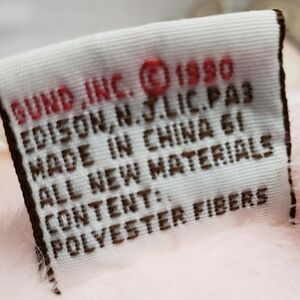 GUND, INC. © 1990
EDISON, N.J. LIC. PA3
MADE IN CHINA 61
ALL NEW MATERIALS
CONTENT:
POLYESTER FIBERS